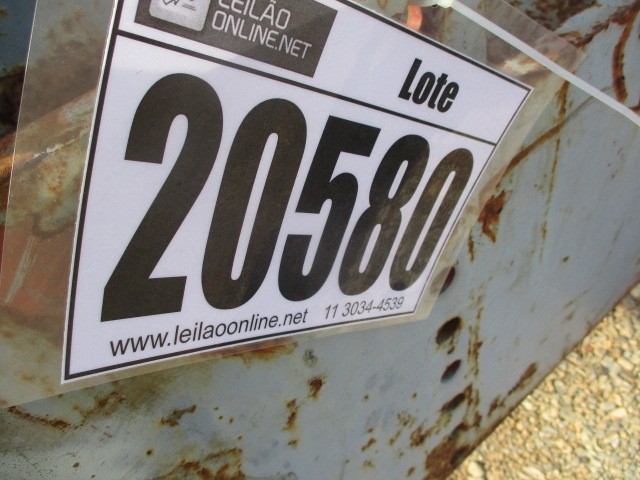 LEILÃO
ONLINE.NET
Lote
20580
www.leilaoonline.net 11 3034-4539